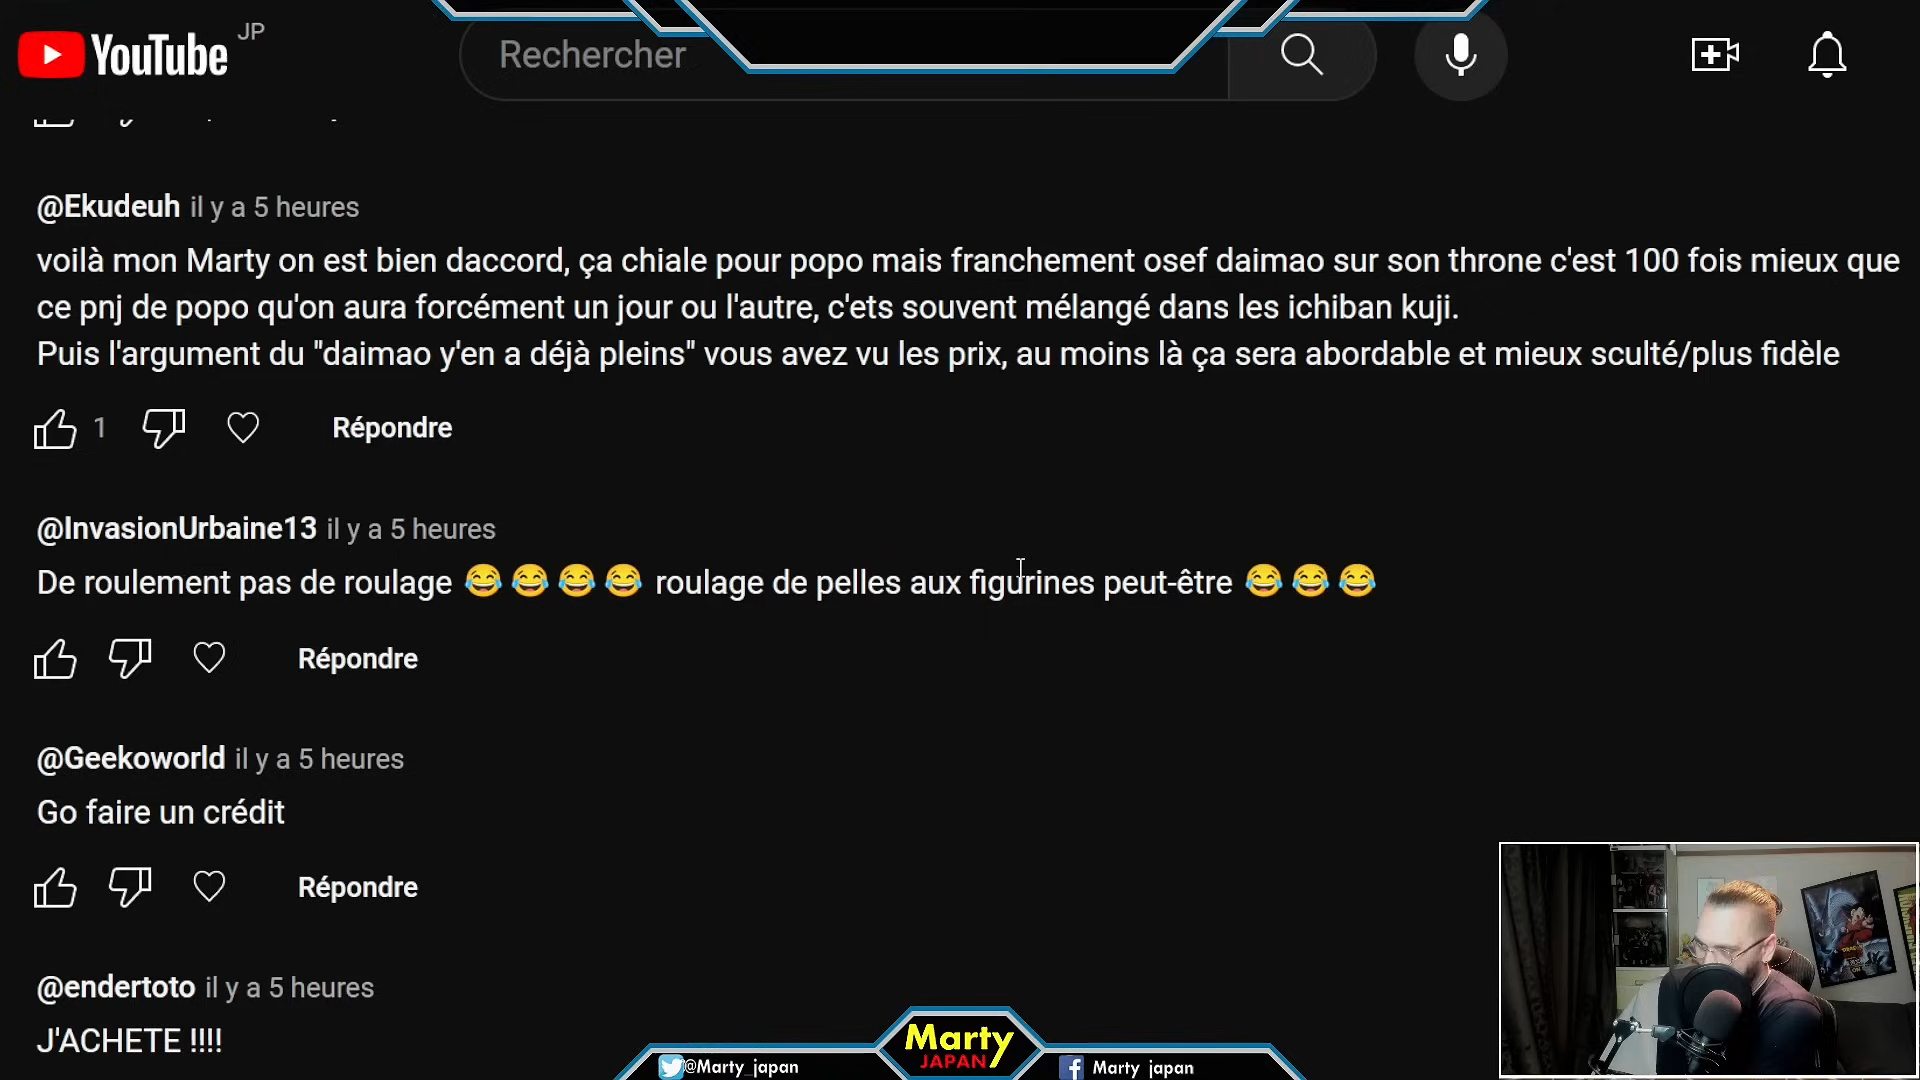 YouTube JP
Rechercher
@Ekudeuh il y a 5 heures
voilà mon Marty on est bien daccord, ça chiale pour popo mais franchement osef daimao sur son throne c'est 100 fois mieux que
ce pnj de popo qu'on aura forcément un jour ou l'autre, c'ets souvent mélangé dans les ichiban kuji.
Puis l'argument du "daimao y'en a déjà pleins" vous avez vu les prix, au moins là ça sera abordable et mieux sculté/plus fidèle
1 Répondre
@InvasionUrbaine13 il y a 5 heures
De roulement pas de roulage 😂😂😂😂 roulage de pelles aux figurines peut-être 😂😂😂
Répondre
@Geekoworld il y a 5 heures
Go faire un crédit
Répondre
@endertoto il y a 5 heures
J'ACHETE !!!!
Marty
JAPAN
@Marty_japan
Marty japan